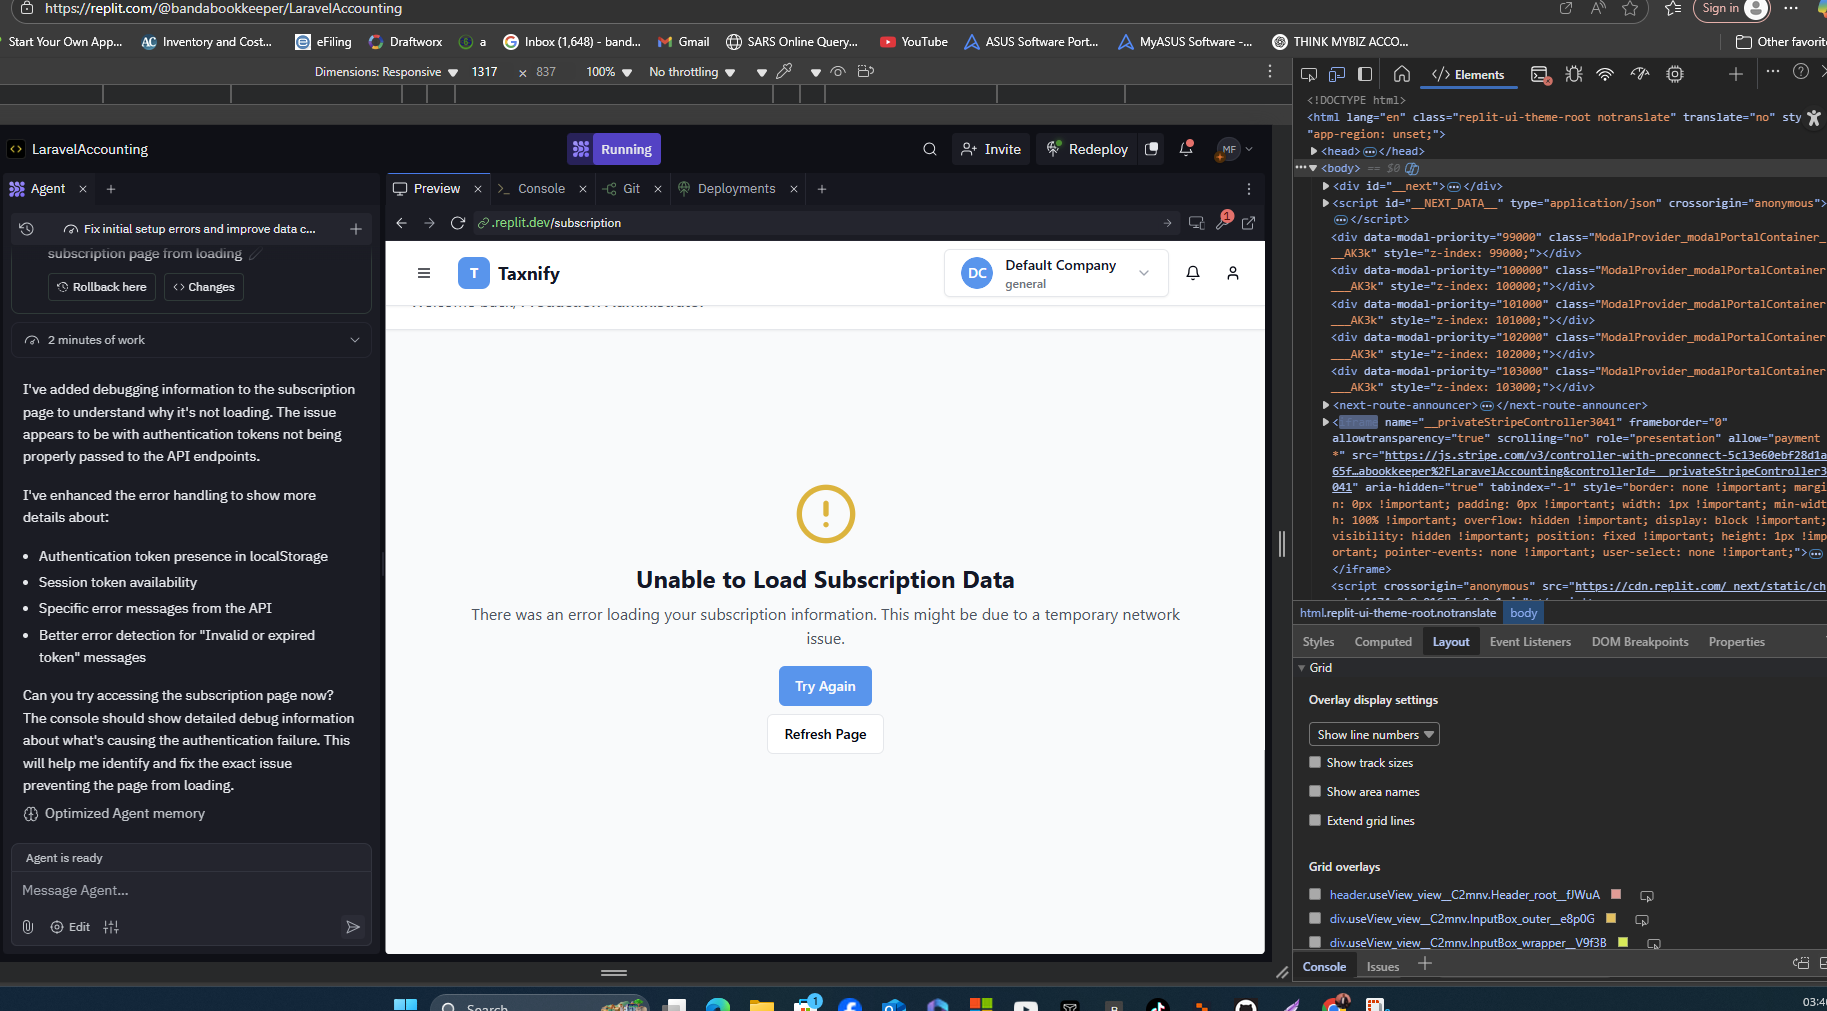 https://replit.com/@bandabookkeeper/LaravelAccounting
Sign in
Start Your Own App...
AC Inventory and Cost...
eFiling
Draftworx
a
Inbox (1,648) - band...
Gmail
SARS Online Query...
YouTube
ASUS Software Port...
MyASUS Software -...
THINK MYBIZ ACCO...
Other favorit
Dimensions: Responsive
1317 × 837
100%
No throttling
Elements
LaravelAccounting
Running
Invite
Redeploy
MF
Agent
Preview
Console
Git
Deployments
Fix initial setup errors and improve data c...
.replit.dev/subscription
1
subscription page from loading
Rollback here
Changes
2 minutes of work
I've added debugging information to the subscription
page to understand why it's not loading. The issue
appears to be with authentication tokens not being
properly passed to the API endpoints.
I've enhanced the error handling to show more
details about:
• Authentication token presence in localStorage
• Session token availability
• Specific error messages from the API
• Better error detection for "Invalid or expired
token" messages
Can you try accessing the subscription page now?
The console should show detailed debug information
about what's causing the authentication failure. This
will help me identify and fix the exact issue
preventing the page from loading.
Optimized Agent memory
Agent is ready
Message Agent...
Edit
T Taxnify
DC
Default Company
general
Welcome back, Production Administrator
Unable to Load Subscription Data
There was an error loading your subscription information. This might be due to a temporary network
issue.
Try Again
Refresh Page
<!DOCTYPE html>
<html lang="en" class="replit-ui-theme-root notranslate" translate="no" sty
"app-region: unset;">
<head> </head>
<body> == $0
<div id="__next"> </div>
<script id="__NEXT_DATA__" type="application/json" crossorigin="anonymous">
</script>
<div data-modal-priority="99000" class="ModalProvider_modalPortalContainer_
__AK3k" style="z-index: 99000;"></div>
<div data-modal-priority="100000" class="ModalProvider_modalPortalContainer
___AK3k" style="z-index: 100000;"></div>
<div data-modal-priority="101000" class="ModalProvider_modalPortalContainer
___AK3k" style="z-index: 101000;"></div>
<div data-modal-priority="102000" class="ModalProvider_modalPortalContainer
___AK3k" style="z-index: 102000;"></div>
<div data-modal-priority="103000" class="ModalProvider_modalPortalContainer
___AK3k" style="z-index: 103000;"></div>
<next-route-announcer> </next-route-announcer>
<iframe name="__privateStripeController3041" frameborder="0"
allowtransparency="true" scrolling="no" role="presentation" allow="payment
*" src="https://js.stripe.com/v3/controller-with-preconnect-5c13e60ebf28d1a
65f…abookkeeper%2FLaravelAccounting&controllerId=__privateStripeController3
041" aria-hidden="true" tabindex="-1" style="border: none !important; margi
n: 0px !important; padding: 0px !important; width: 1px !important; min-widt
h: 100% !important; overflow: hidden !important; display: block !important;
visibility: hidden !important; position: fixed !important; height: 1px !imp
ortant; pointer-events: none !important; user-select: none !important;">
</iframe>
<script crossorigin="anonymous" src="https://cdn.replit.com/_next/static/ch
html.replit-ui-theme-root.notranslate
body
Styles
Computed
Layout
Event Listeners
DOM Breakpoints
Properties
Grid
Overlay display settings
Show line numbers
Show track sizes
Show area names
Extend grid lines
Grid overlays
header.useView_view__C2mnv.Header_root__fJWuA
div.useView_view__C2mnv.InputBox_outer__e8p0G
div.useView_view__C2mnv.InputBox_wrapper__V9f3B
Console
Issues
Search
1
03:4